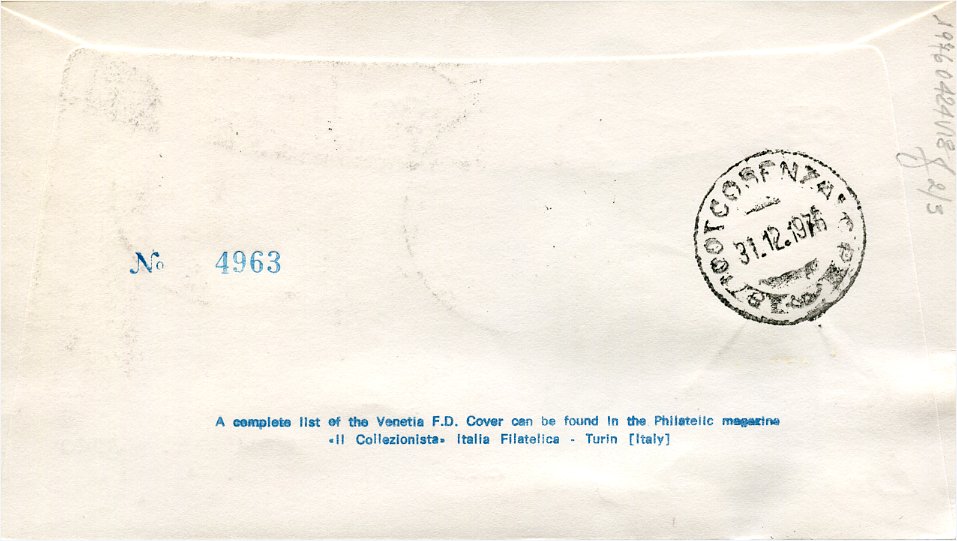 № 4963
COSENZA
31.12.1976
A complete list of the Venetia F.D. Cover can be found in the Philatelic magazine
«Il Collezionista» Italia Filatelica - Turin [Italy]